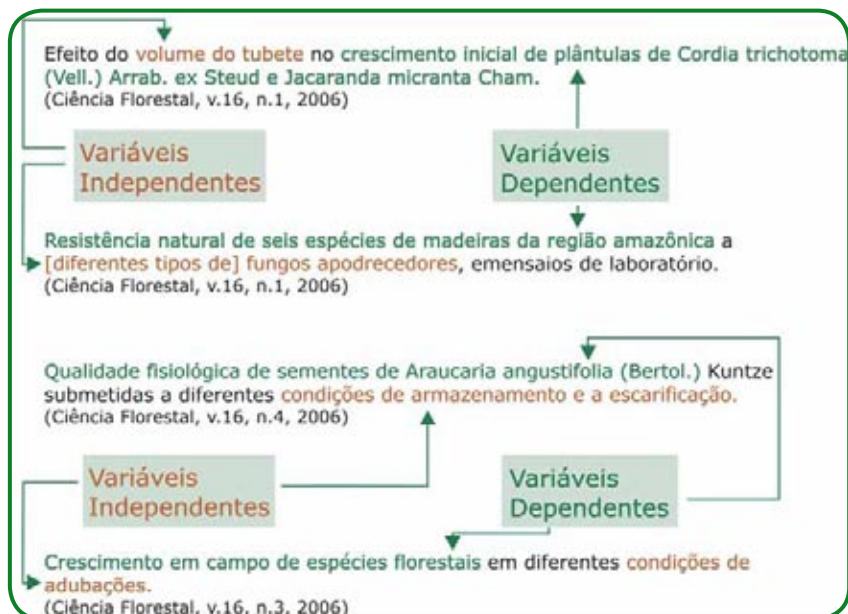 Efeito do volume do tubete no crescimento inicial de plântulas de Cordia trichotoma
(Vell.) Arrab. ex Steud e Jacaranda micranta Cham.
(Ciência Florestal, v.16, n.1, 2006)
Variáveis
Independentes
Variáveis
Dependentes
Resistência natural de seis espécies de madeiras da região amazônica a
[diferentes tipos de] fungos apodrecedores, emensaios de laboratório.
(Ciência Florestal, v.16, n.1, 2006)
Qualidade fisiológica de sementes de Araucaria angustifolia (Bertol.) Kuntze
submetidas a diferentes condições de armazenamento e a escarificação.
(Ciência Florestal, v.16, n.4, 2006)
Variáveis
Independentes
Variáveis
Dependentes
Crescimento em campo de espécies florestais em diferentes condições de
adubações.
(Ciência Florestal, v.16, n.3, 2006)